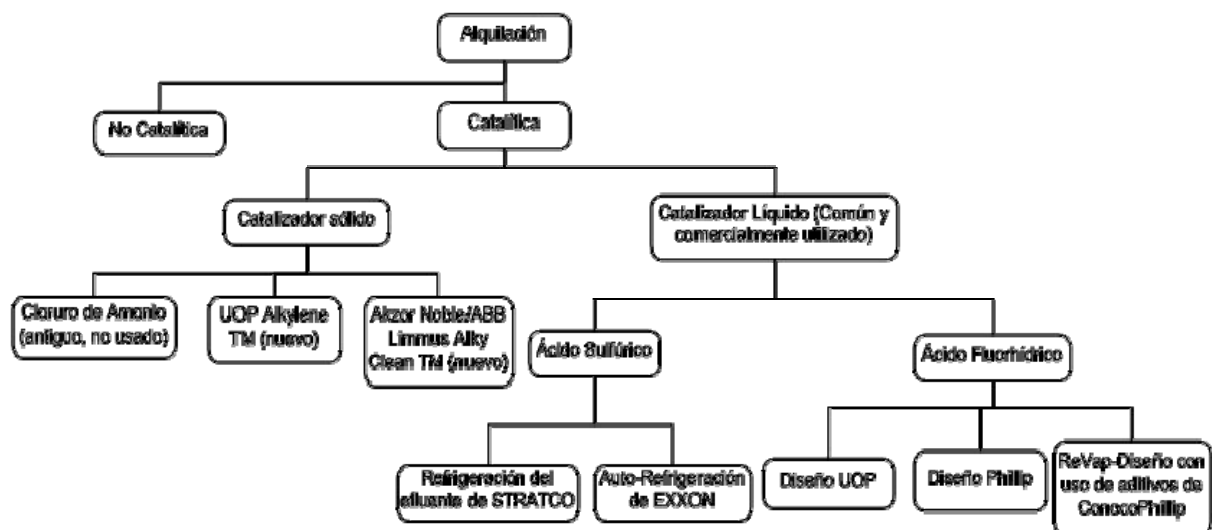 Alquilación
No Catalítica
Catalítica
Catalizador sólido
Catalizador Líquido (Común y
comercialmente utilizado)
Cloruro de Amonio
(antiguo, no usado)
UOP Alkylene
TM (nuevo)
Akzor Noble/ABB
Limmus Alky
Clean TM (nuevo)
Ácido Sulfúrico
Ácido Fluorhídrico
Refrigeración del
efluante de STRATCO
Auto-Refrigeración
de EXXON
Diseño UOP
Diseño Phillip
ReVap-Diseño con
uso de aditivos de
ConocoPhillip